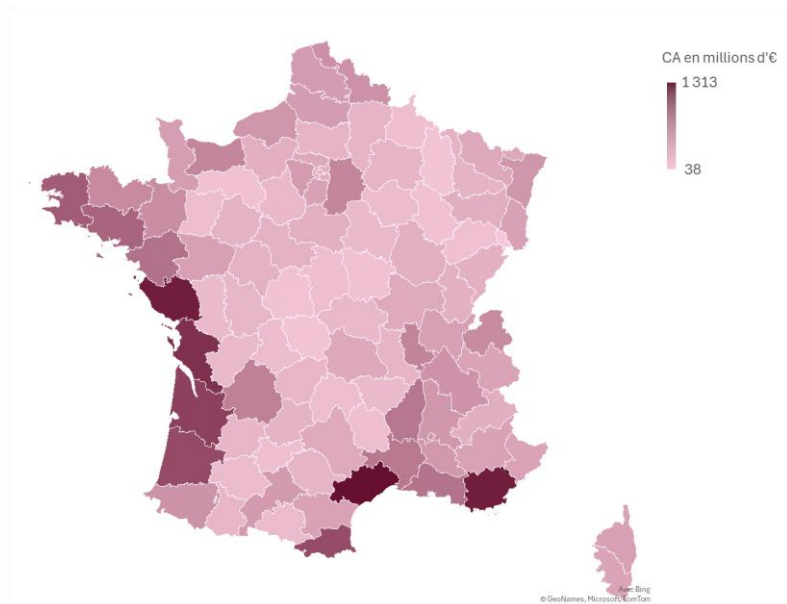 CA en millions d'€
1 313
38
Avec Bing
© GeoNames, Microsoft, TomTom